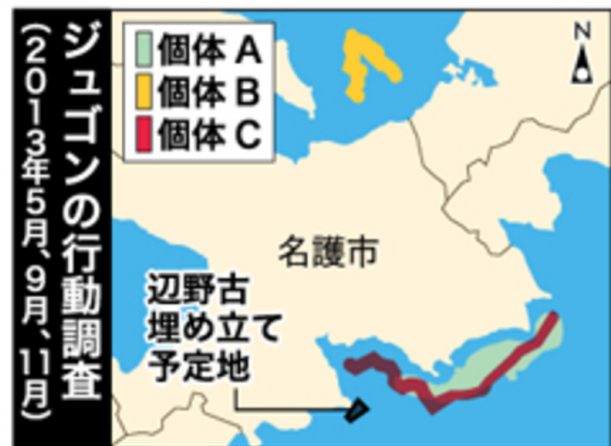 ジュゴンの行動調査
(2013年5月、9月、11月)
個体 A
個体 B
個体 C
N
名護市
辺野古
埋め立て
予定地